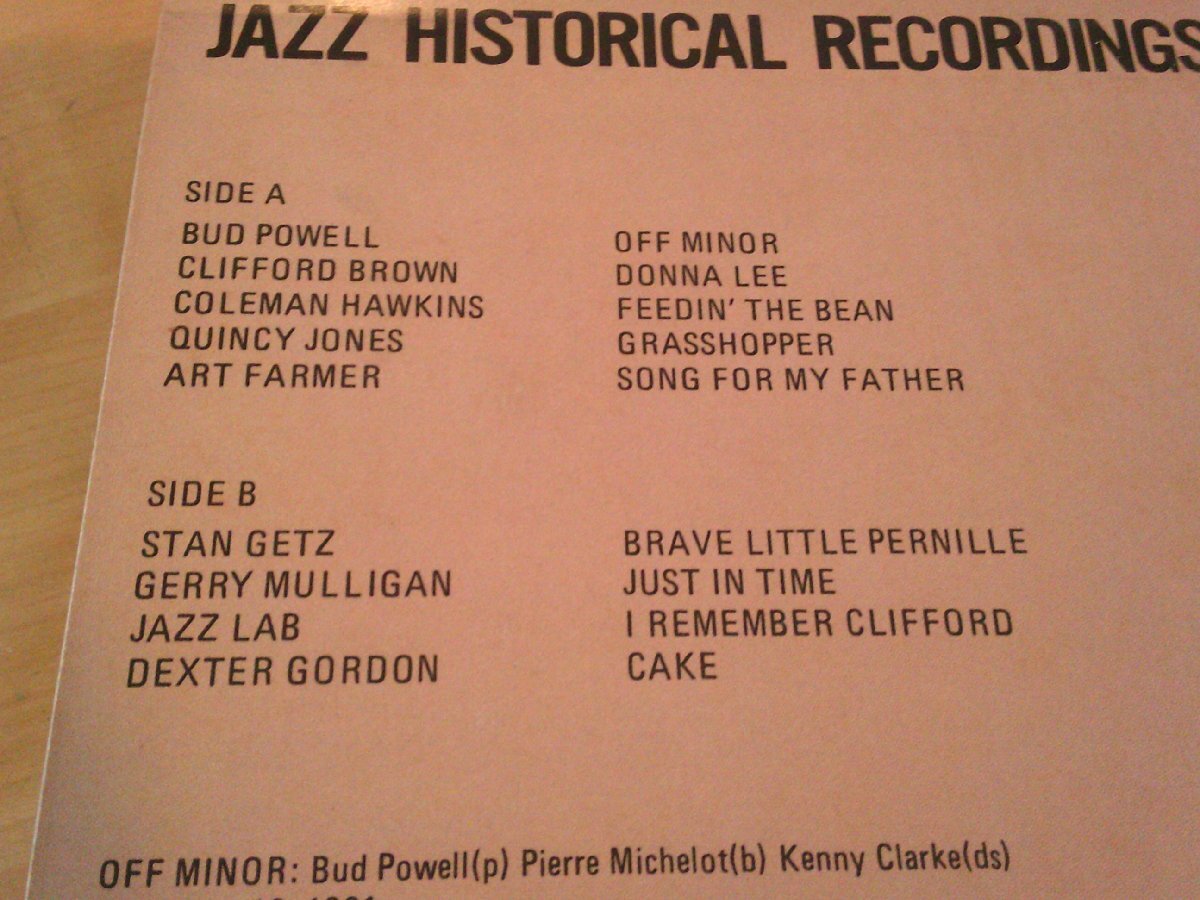 JAZZ HISTORICAL RECORDINGS
SIDE A
BUD POWELL OFF MINOR
CLIFFORD BROWN DONNA LEE
COLEMAN HAWKINS FEEDIN' THE BEAN
QUINCY JONES GRASSHOPPER
ART FARMER SONG FOR MY FATHER
SIDE B
STAN GETZ BRAVE LITTLE PERNILLE
GERRY MULLIGAN JUST IN TIME
JAZZ LAB I REMEMBER CLIFFORD
DEXTER GORDON CAKE
OFF MINOR: Bud Powell(p) Pierre Michelot(b) Kenny Clarke(ds)